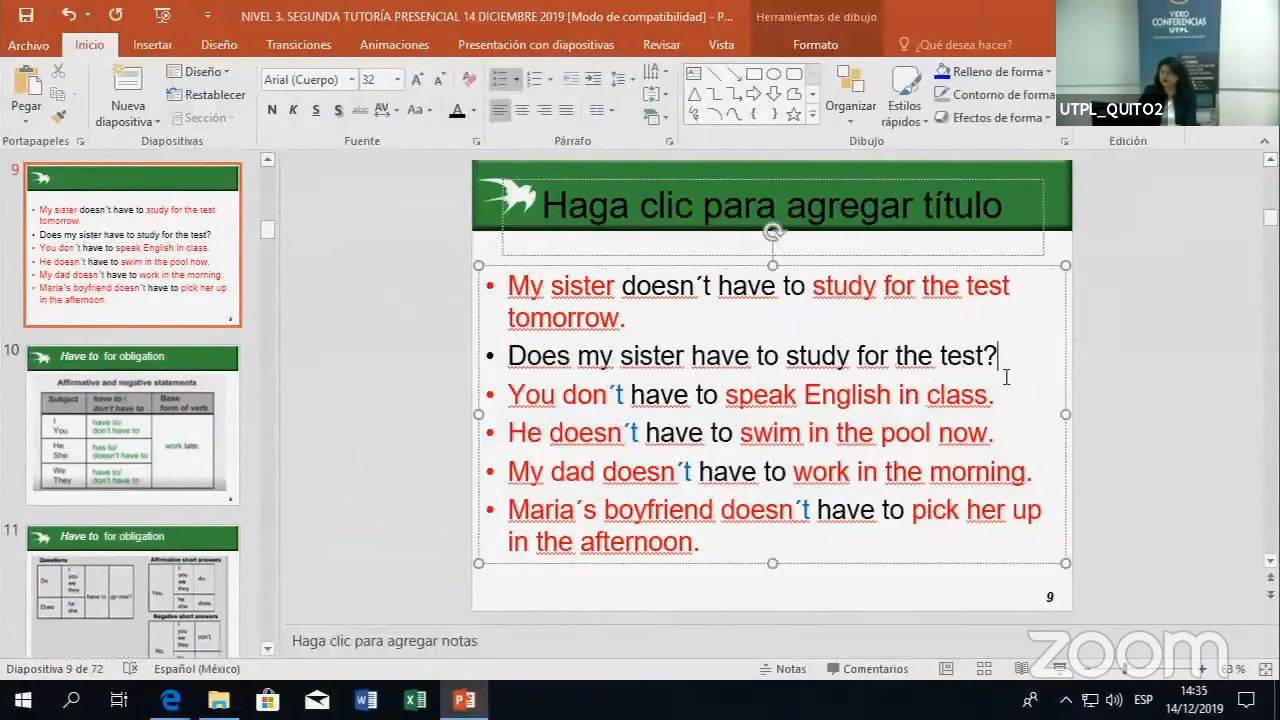 NIVEL 3. SEGUNDA TUTORÍA PRESENCIAL 14 DICIEMBRE 2019 [Modo de compatibilidad] - P...
Herramientas de dibujo
VIDEO
CONFERENCIAS
UTPL
Archivo Inicio Insertar Diseño Transiciones Animaciones Presentación con diapositivas Revisar Vista Formato ¿Qué desea hacer?
Pegar
Nueva
diapositiva
Diseño
Restablecer
Sección
Arial (Cuerpo) 32
N K S S abc AV Aa A
Organizar
Estilos
rápidos
Relleno de forma
Contorno de forma
Efectos de forma
UTPL_QUITO2
Portapapeles Diapositivas Fuente Párrafo Dibujo Edición
9
My sister doesn´t have to study for the test
tomorrow.
Does my sister have to study for the test?
You don´t have to speak English in class.
He doesn´t have to swim in the pool now.
My dad doesn´t have to work in the morning.
Maria´s boyfriend doesn´t have to pick her up
in the afternoon.
10
Have to for obligation
Affirmative and negative statements
Subject have to / don't have to Base form of verb
I
You
have to/
don't have to
He
She
has to/
doesn't have to
work late.
We
They
have to/
don't have to
11
Have to for obligation
Questions
Affirmative short answers
Do
I
you
we
they
Does
he
she
have to
go now?
Yes,
I
you
we
they
do.
he
she
does.
Negative short answers
No,
I
you
don't.
Haga clic para agregar título
• My sister doesn´t have to study for the test
tomorrow.
• Does my sister have to study for the test?
• You don´t have to speak English in class.
• He doesn´t have to swim in the pool now.
• My dad doesn´t have to work in the morning.
• Maria´s boyfriend doesn´t have to pick her up
in the afternoon.
9
Haga clic para agregar notas
zoom
Diapositiva 9 de 72 Español (México) Notas Comentarios 63 %
ESP
14:35
14/12/2019